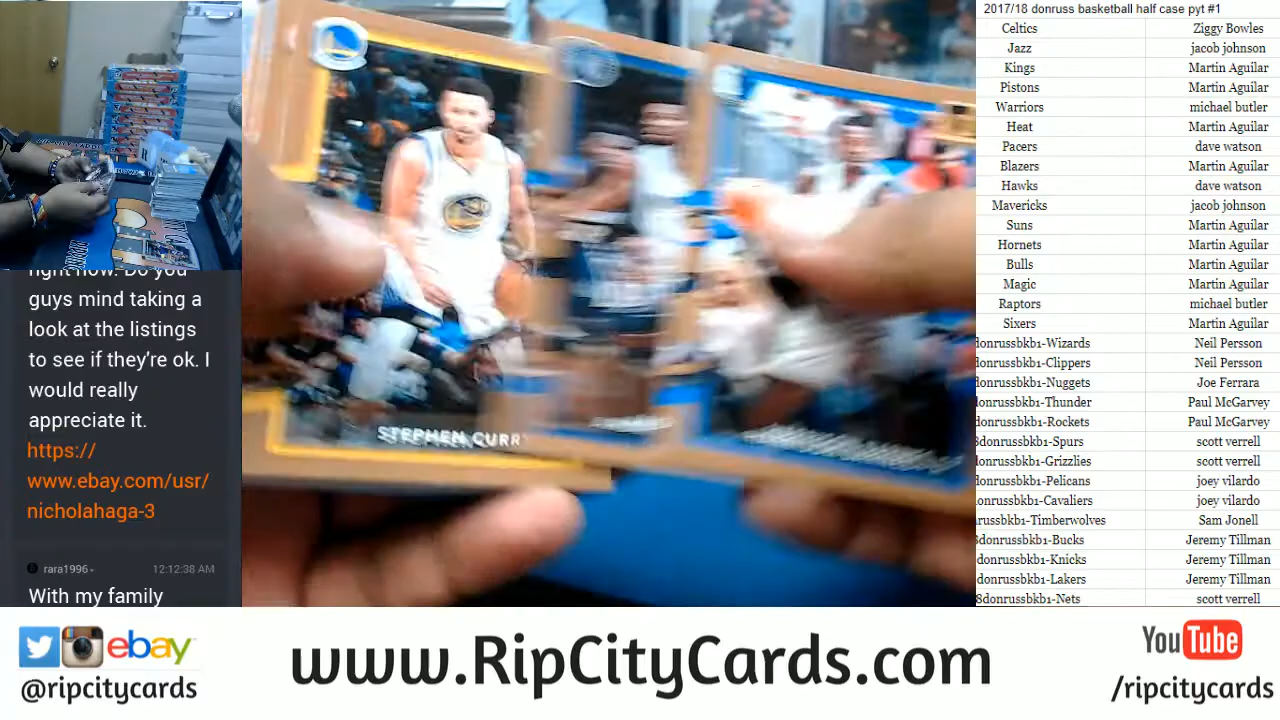 right now. Do you
guys mind taking a
look at the listings
to see if they're ok. I
would really
appreciate it.
https://
www.ebay.com/usr/
nicholahaga-3
rara1996
12:12:38 AM
With my family
STEPHEN CURR
2017/18 donruss basketball half case pyt #1
Celtics Ziggy Bowles
Jazz jacob johnson
Kings Martin Aguilar
Pistons Martin Aguilar
Warriors michael butler
Heat Martin Aguilar
Pacers dave watson
Blazers Martin Aguilar
Hawks dave watson
Mavericks jacob johnson
Suns Martin Aguilar
Hornets Martin Aguilar
Bulls Martin Aguilar
Magic Martin Aguilar
Raptors michael butler
Sixers Martin Aguilar
donrussbkb1-Wizards Neil Persson
donrussbkb1-Clippers Neil Persson
donrussbkb1-Nuggets Joe Ferrara
donrussbkb1-Thunder Paul McGarvey
donrussbkb1-Rockets Paul McGarvey
8donrussbkb1-Spurs scott verrell
donrussbkb1-Grizzlies scott verrell
donrussbkb1-Pelicans joey vilardo
donrussbkb1-Cavaliers joey vilardo
russbkb1-Timberwolves Sam Jonell
8donrussbkb1-Bucks Jeremy Tillman
donrussbkb1-Knicks Jeremy Tillman
donrussbkb1-Lakers Jeremy Tillman
8donrussbkb1-Nets scott verrell
ebay
@ripcitycards
www.RipCityCards.com
YouTube
/ripcitycards